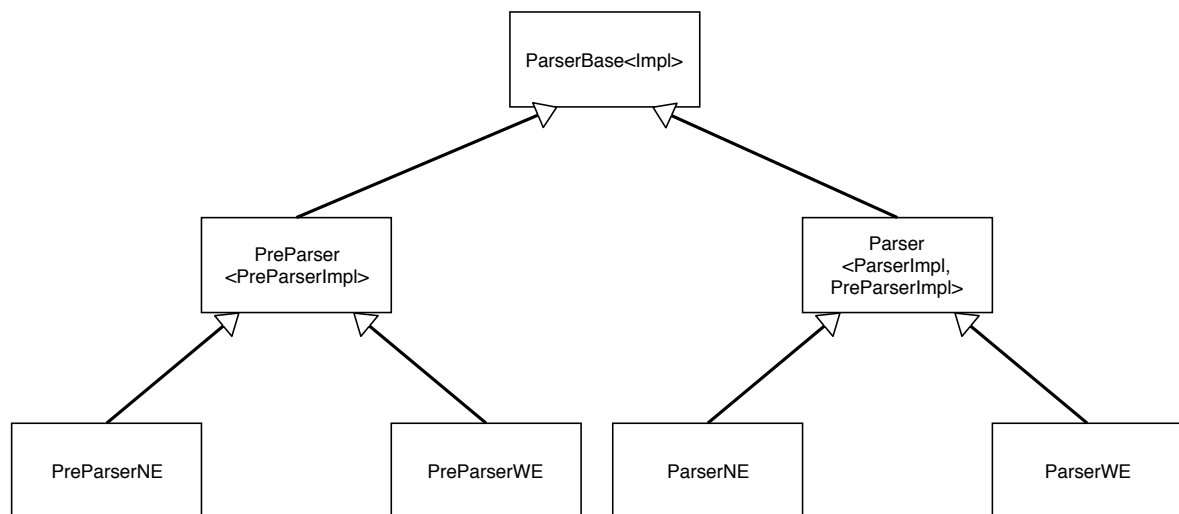 ParserBase<Impl>
PreParser
<PreParserImpl>
Parser
<ParserImpl,
PreParserImpl>
PreParserNE
PreParserWE
ParserNE
ParserWE